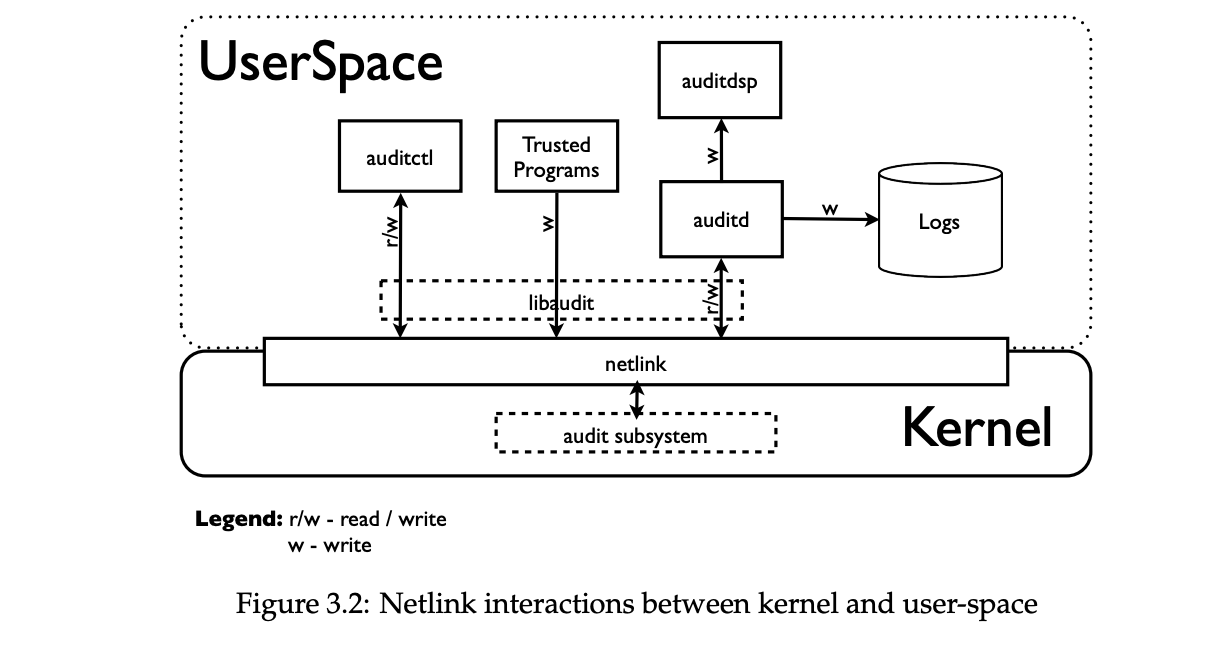 UserSpace
auditdsp
auditctl
Trusted
Programs
w
auditd
w
Logs
r/w
w
r/w
libaudit
netlink
audit subsystem
Kernel
Legend: r/w - read / write
w - write
Figure 3.2: Netlink interactions between kernel and user-space